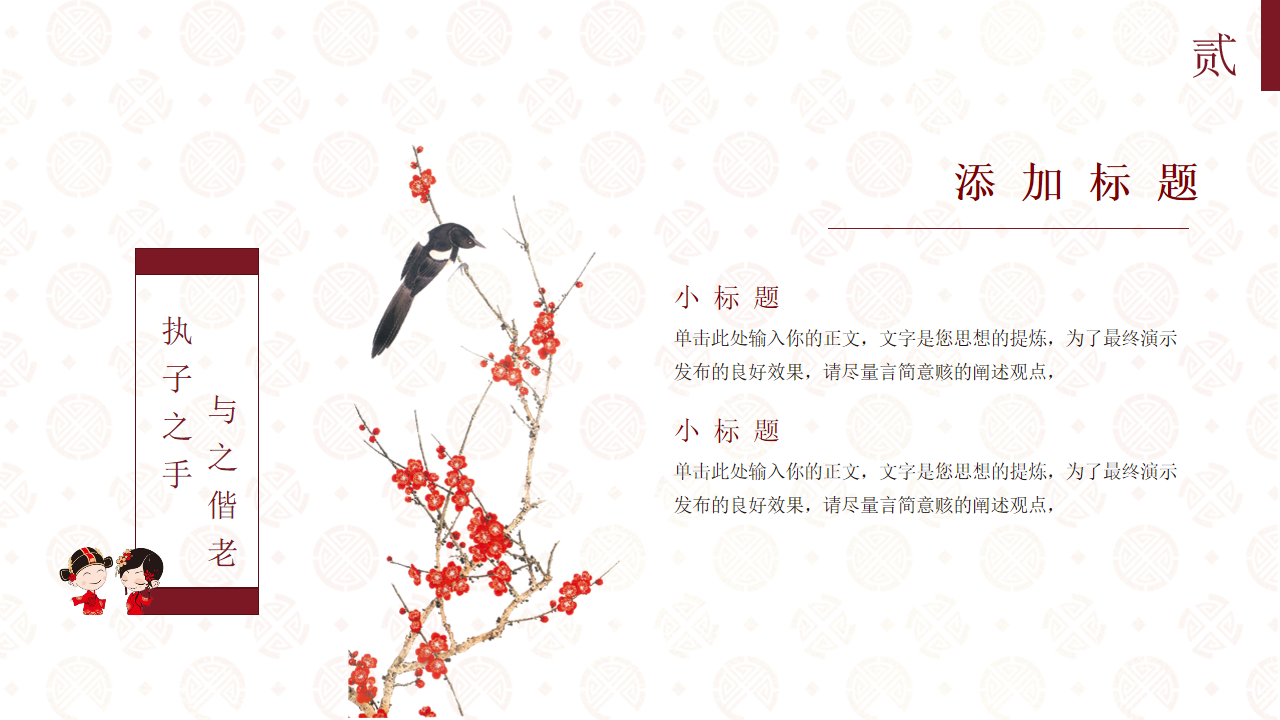 贰
添加标题
执子之手
与之偕老
小标题
单击此处输入你的正文，文字是您思想的提炼，为了最终演示
发布的良好效果，请尽量言简意赅的阐述观点，
小标题
单击此处输入你的正文，文字是您思想的提炼，为了最终演示
发布的良好效果，请尽量言简意赅的阐述观点，